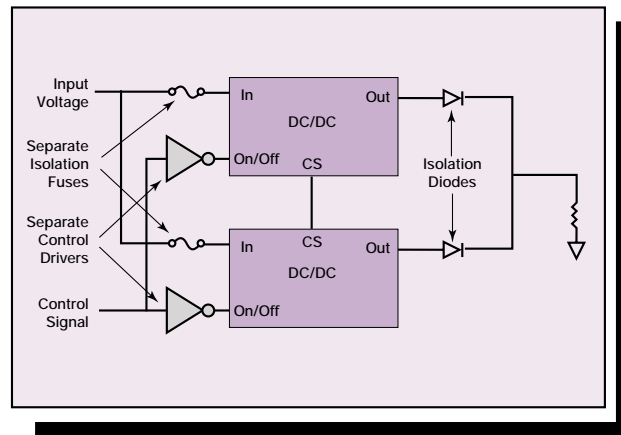 Input
Voltage
In
Out
DC/DC
Separate
Isolation
Fuses
On/Off
CS
Isolation
Diodes
Separate
Control
Drivers
In
CS
Out
DC/DC
Control
Signal
On/Off